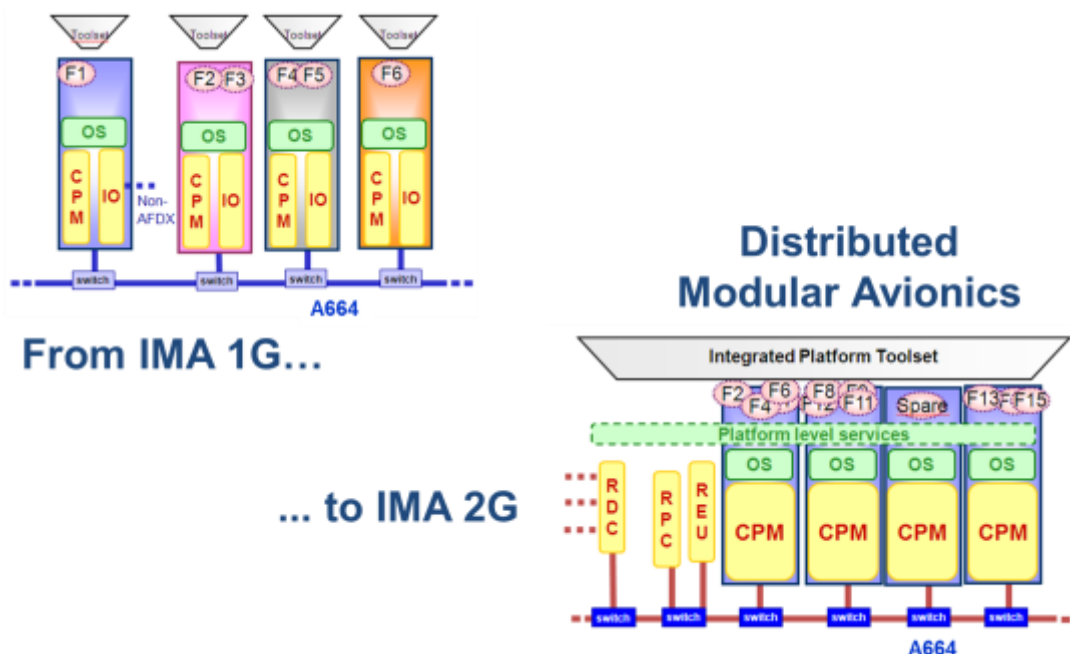 Toolset Toolset Toolset Toolset
F1 F2 F3 F4 F5 F6
OS OS OS OS
CPM IO CPM IO CPM IO CPM IO
Non-
AFDX
switch switch switch switch
A664
From IMA 1G...
Distributed
Modular Avionics
Integrated Platform Toolset
F2 F4 F6 F8 F11 Spare F13 F15
Platform level services
OS OS OS OS
RDC RPC REU CPM CPM CPM CPM
... to IMA 2G
switch switch switch switch switch switch
A664